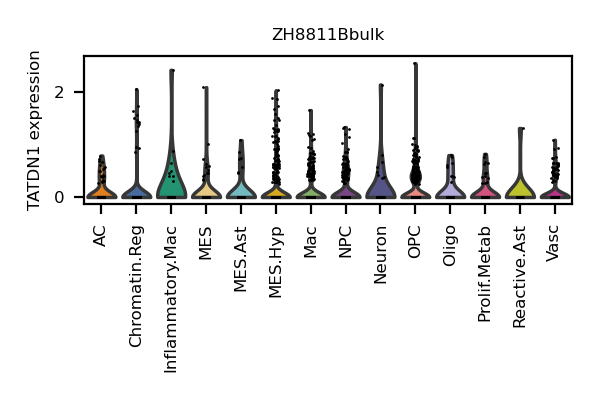 ZH8811Bbulk
TATDN1 expression
2
0
AC
Chromatin.Reg
Inflammatory.Mac
MES
MES.Ast
MES.Hyp
Mac
NPC
Neuron
OPC
Oligo
Prolif.Metab
Reactive.Ast
Vasc